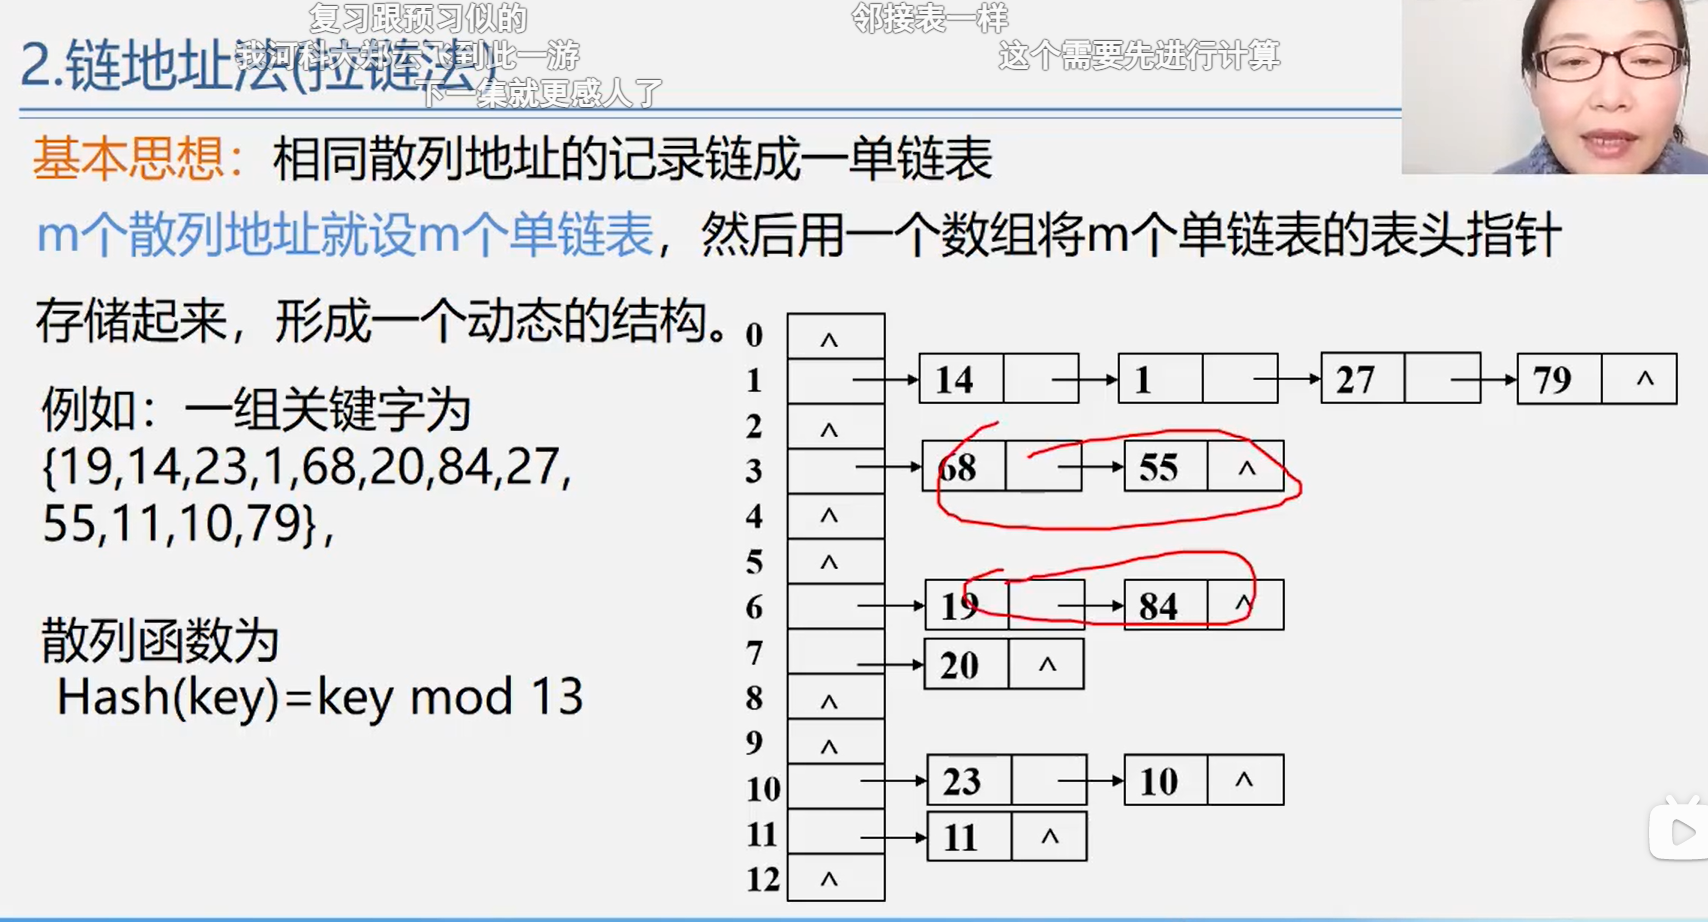 复习跟预习似的
邻接表一样
2.链地址法(拉链法)
我河科大郑云飞到此一游
这个需要先进行计算
下一集就更感人了
基本思想：相同散列地址的记录链成一单链表
m个散列地址就设m个单链表，然后用一个数组将m个单链表的表头指针
存储起来，形成一个动态的结构。
例如：一组关键字为
{19,14,23,1,68,20,84,27,
55,11,10,79}，
散列函数为
Hash(key)=key mod 13
0 ^
1 14 1 27 79 ^
2 ^
3 68 55 ^
4 ^
5 ^
6 19 84 ^
7 20 ^
8 ^
9 ^
10 23 10 ^
11 11 ^
12 ^